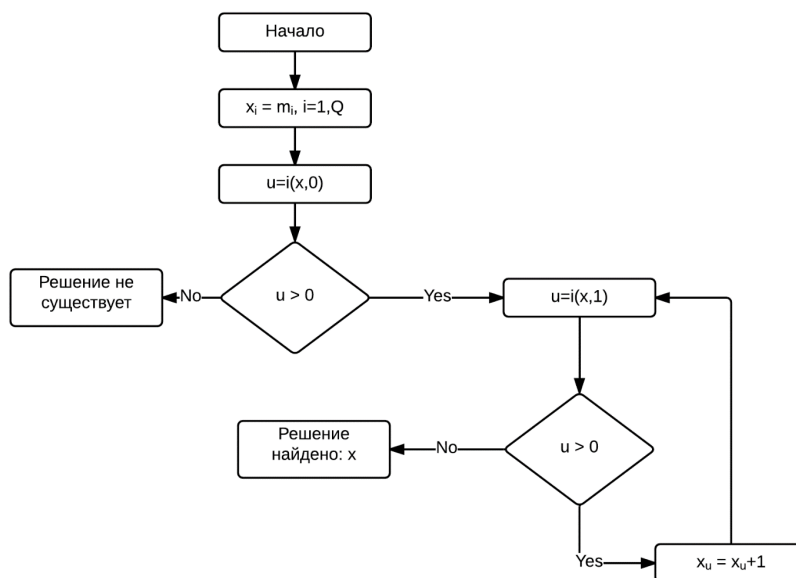 Начало
xᵢ = mᵢ, i=1,Q
u=i(x,0)
u > 0
No
Решение не
существует
Yes
u=i(x,1)
u > 0
No
Решение
найдено: x
Yes
xᵤ = xᵤ+1